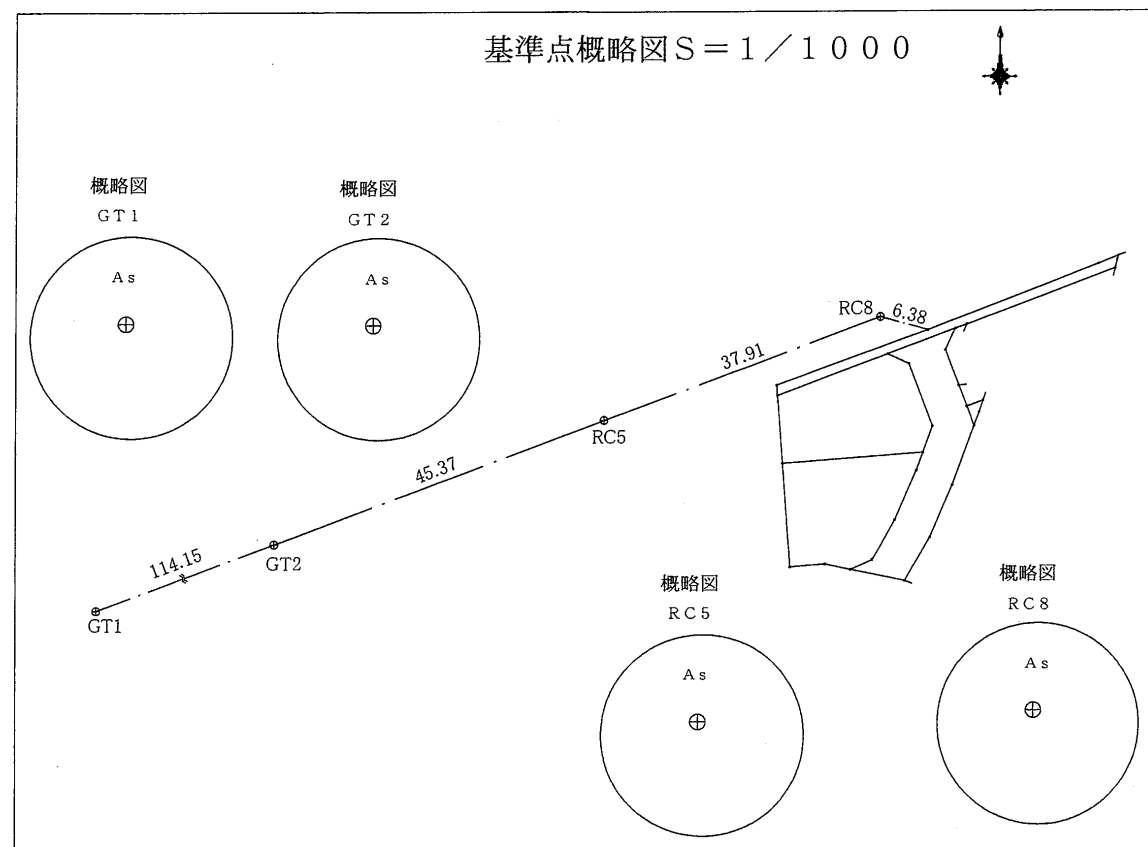 基準点概略図S=1/1000
概略図
GT1
As
概略図
GT2
As
RC8
6.38
37.91
RC5
45.37
114.15
GT2
GT1
概略図
RC5
As
概略図
RC8
As